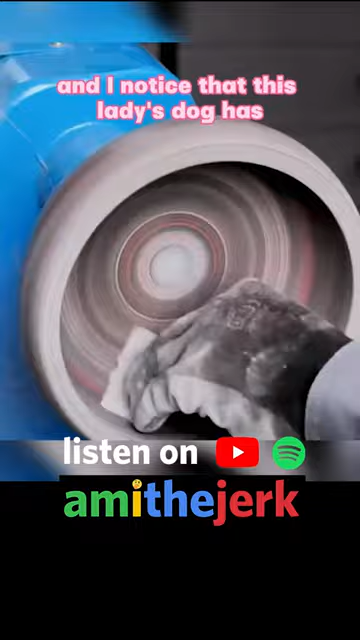 and I notice that this
lady's dog has
listen on
amithejerk